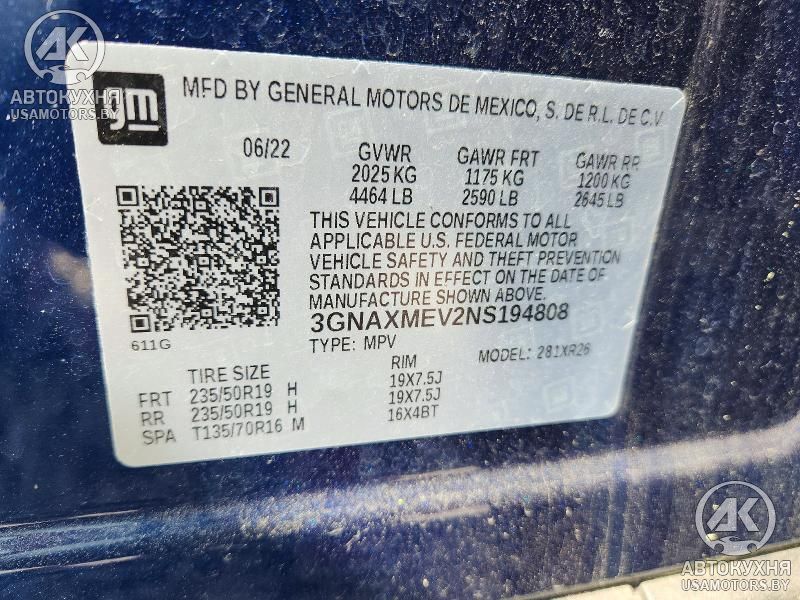 AK
АВТОКУХНЯ
USAMOTORS.BY
gm
MFD BY GENERAL MOTORS DE MEXICO, S. DE R.L. DE C.V
06/22 GVWR GAWR FRT GAWR RR
2025 KG 1175 KG 1200 KG
4464 LB 2590 LB 2645 LB
THIS VEHICLE CONFORMS TO ALL
APPLICABLE U.S. FEDERAL MOTOR
VEHICLE SAFETY AND THEFT PREVENTION
STANDARDS IN EFFECT ON THE DATE OF
MANUFACTURE SHOWN ABOVE.
3GNAXMEV2NS194808
611G
TYPE: MPV MODEL: 281XR26
TIRE SIZE RIM
FRT 235/50R19 H 19X7.5J
RR 235/50R19 H 19X7.5J
SPA T135/70R16 M 16X4BT
AK
АВТОКУХНЯ
USAMOTORS.BY